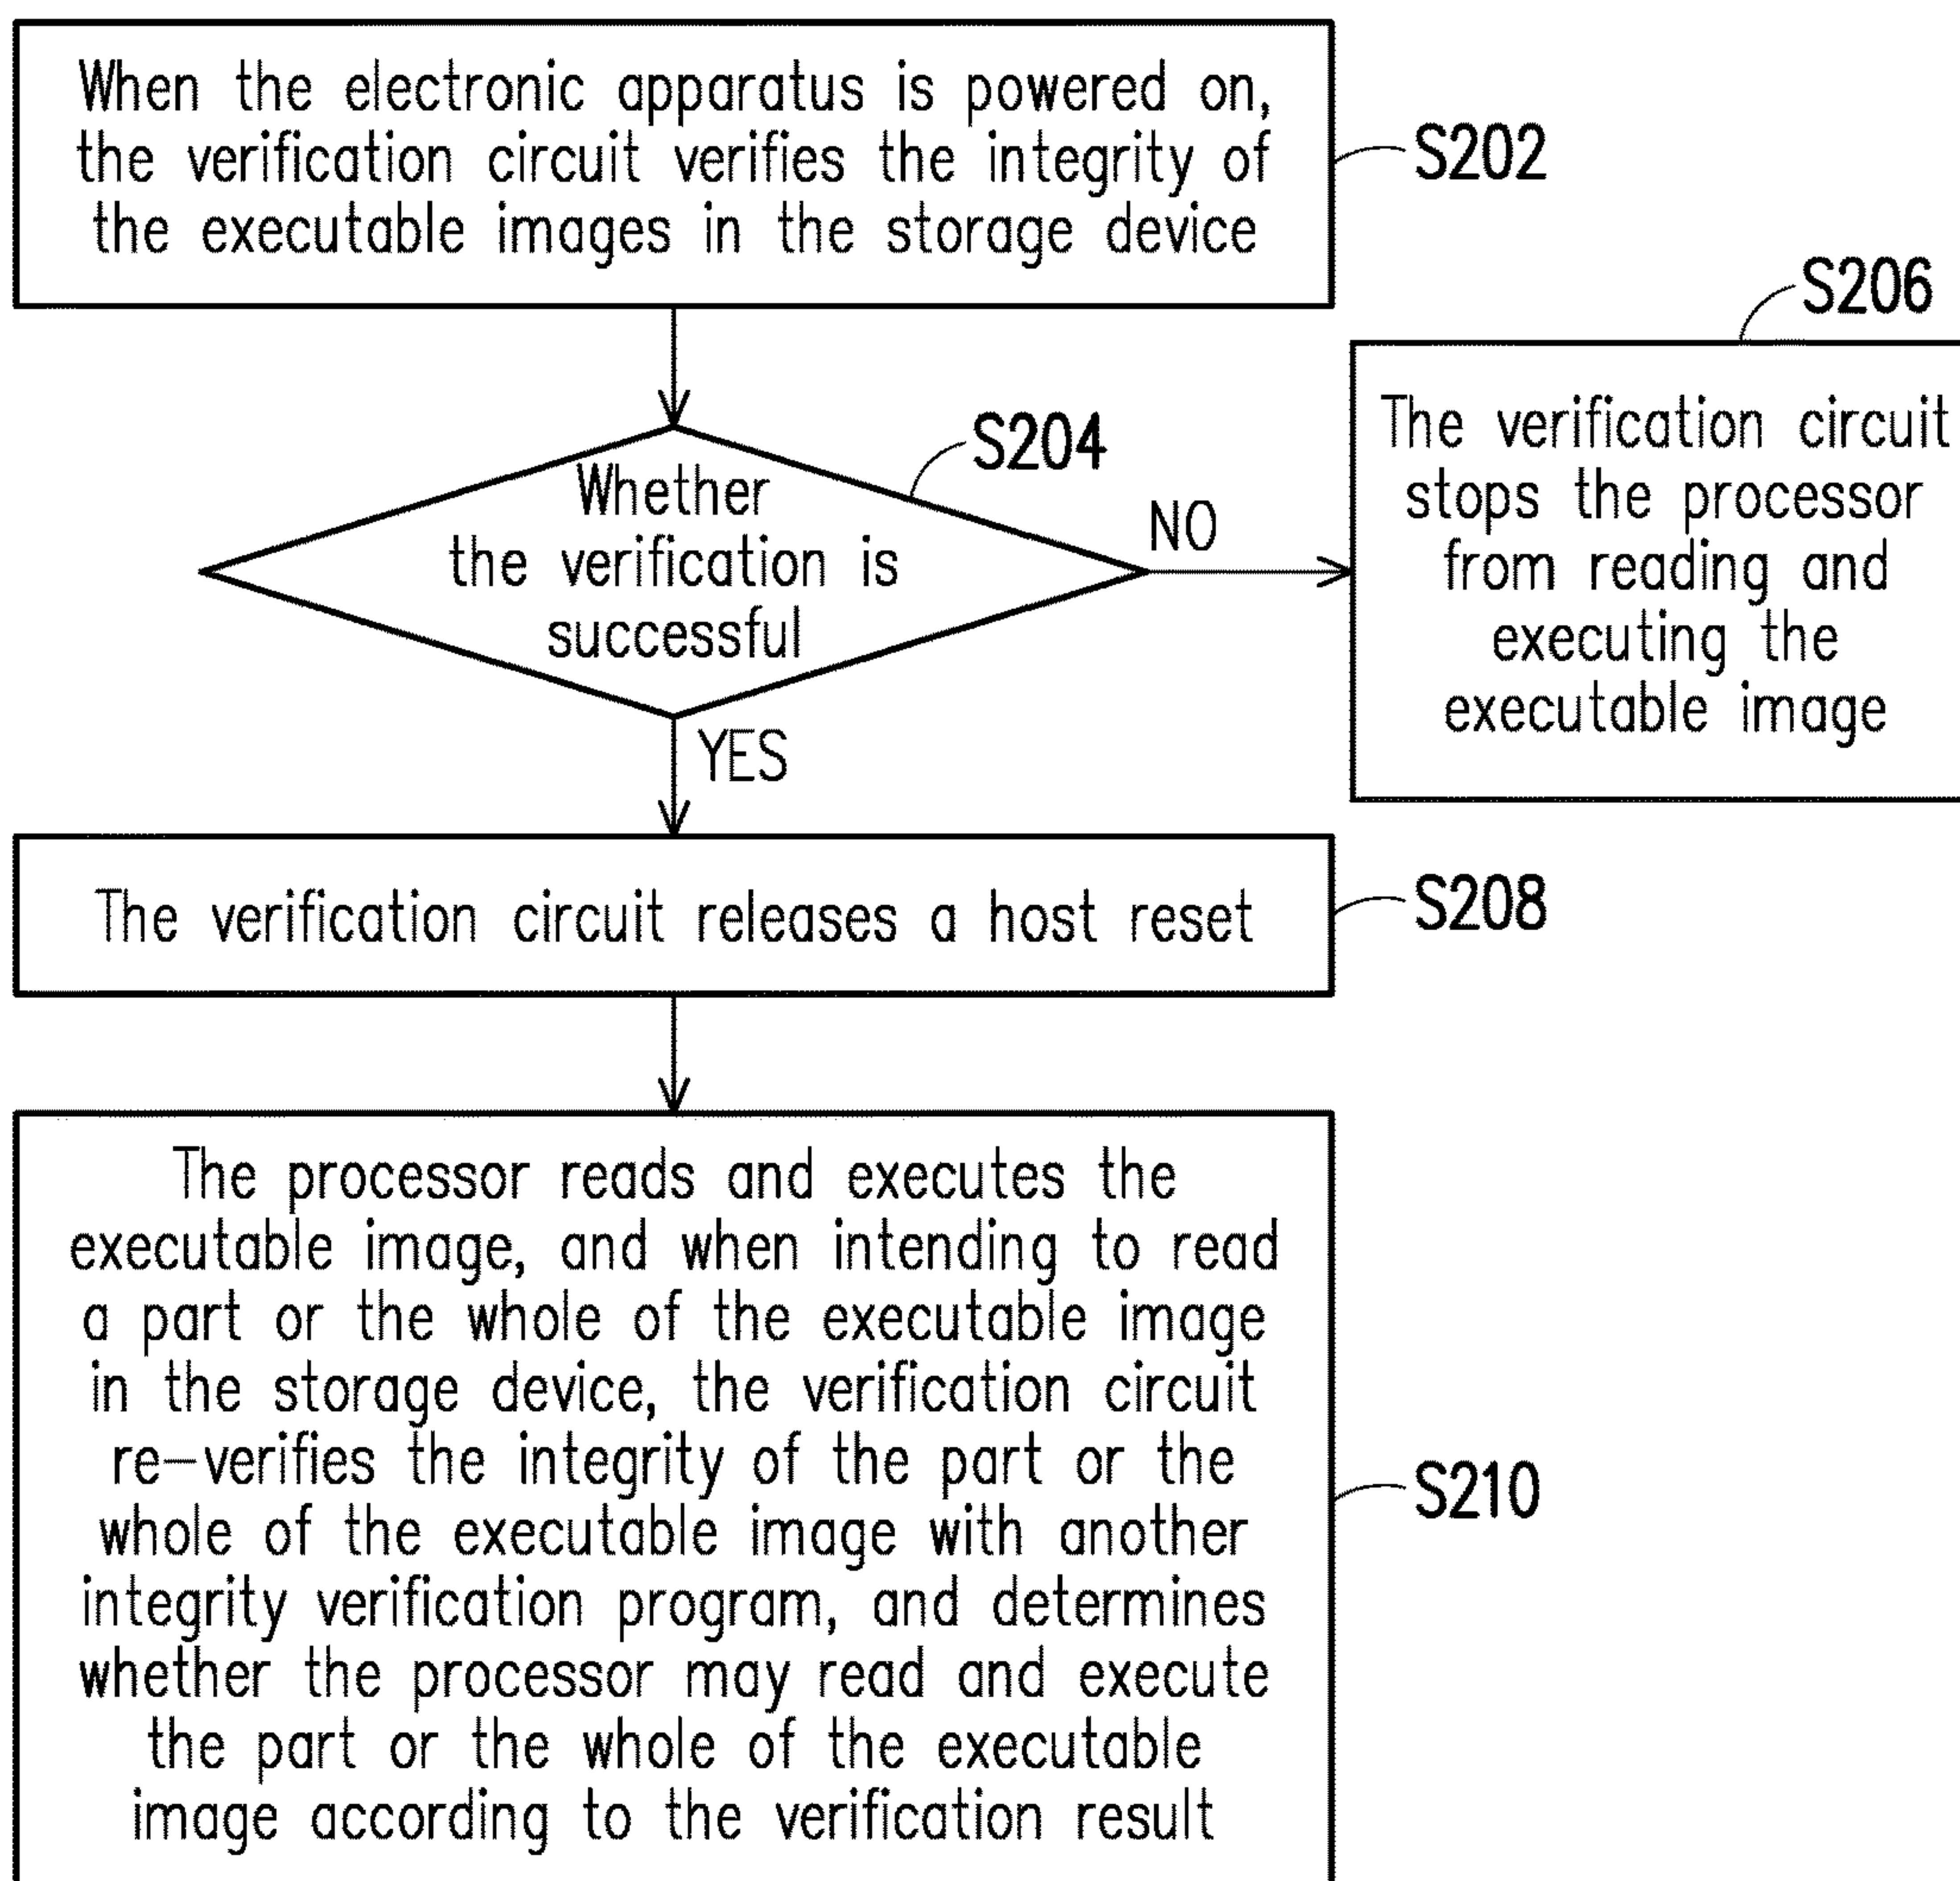 When the electronic apparatus is powered on,
the verification circuit verifies the integrity of
the executable images in the storage device
S202
S206
The verification circuit
stops the processor
from reading and
executing the
executable image
S204
Whether
the verification is
successful
NO
YES
The verification circuit releases a host reset
S208
The processor reads and executes the
executable image, and when intending to read
a part or the whole of the executable image
in the storage device, the verification circuit
re-verifies the integrity of the part or the
whole of the executable image with another
integrity verification program, and determines
whether the processor may read and execute
the part or the whole of the executable
image according to the verification result
S210